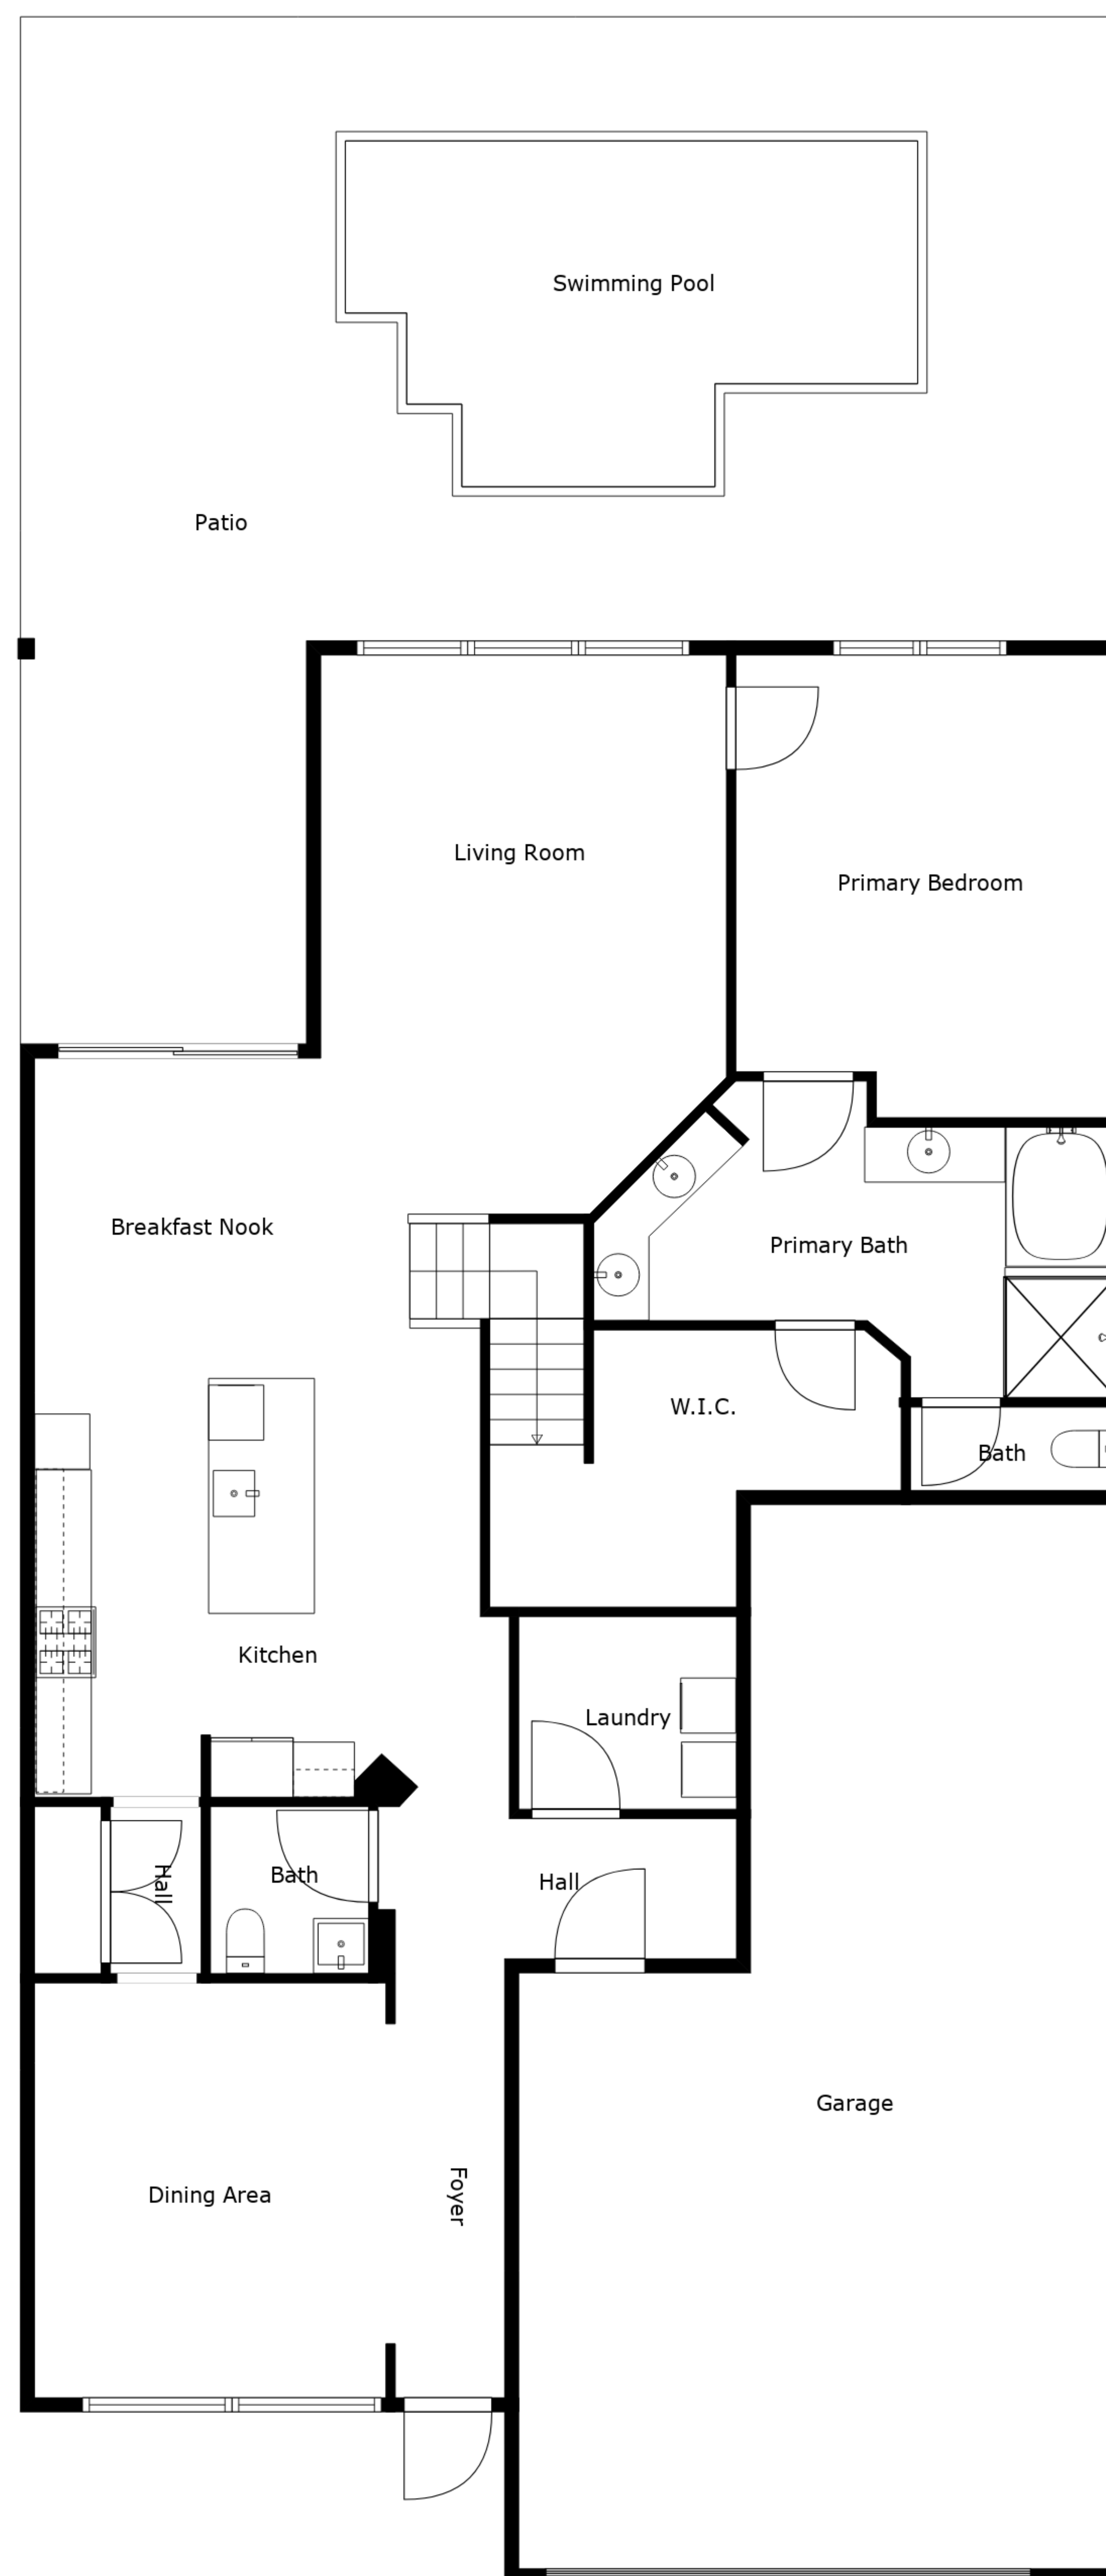 Swimming Pool
Patio
Living Room
Primary Bedroom
Breakfast Nook
Primary Bath
W.I.C.
Bath
Kitchen
Laundry
Hall
Bath
Hall
Garage
Dining Area
Foyer